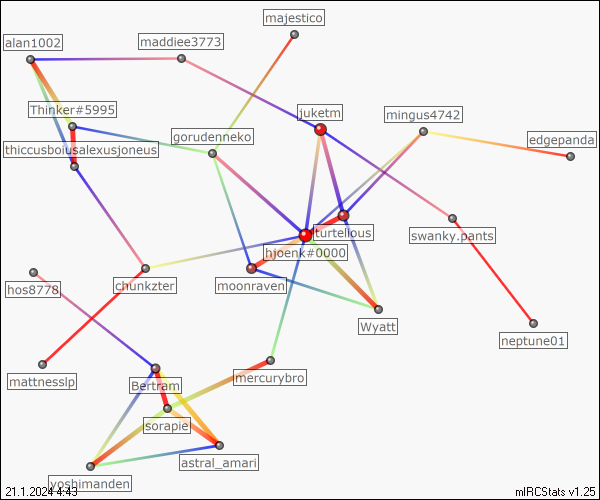 majestico
alan1002
maddiee3773
Thinker#5995
juketm
mingus4742
gorudenneko
edgepanda
thiccusboiusalexusjoneus
turtellous
swanky.pants
hjoenk#0000
hos8778
chunkzter
moonraven
Wyatt
neptune01
mattnesslp
Bertram
mercurybro
sorapie
astral_amari
yoshimanden
21.1.2024 4:43
mIRCStats v1.25